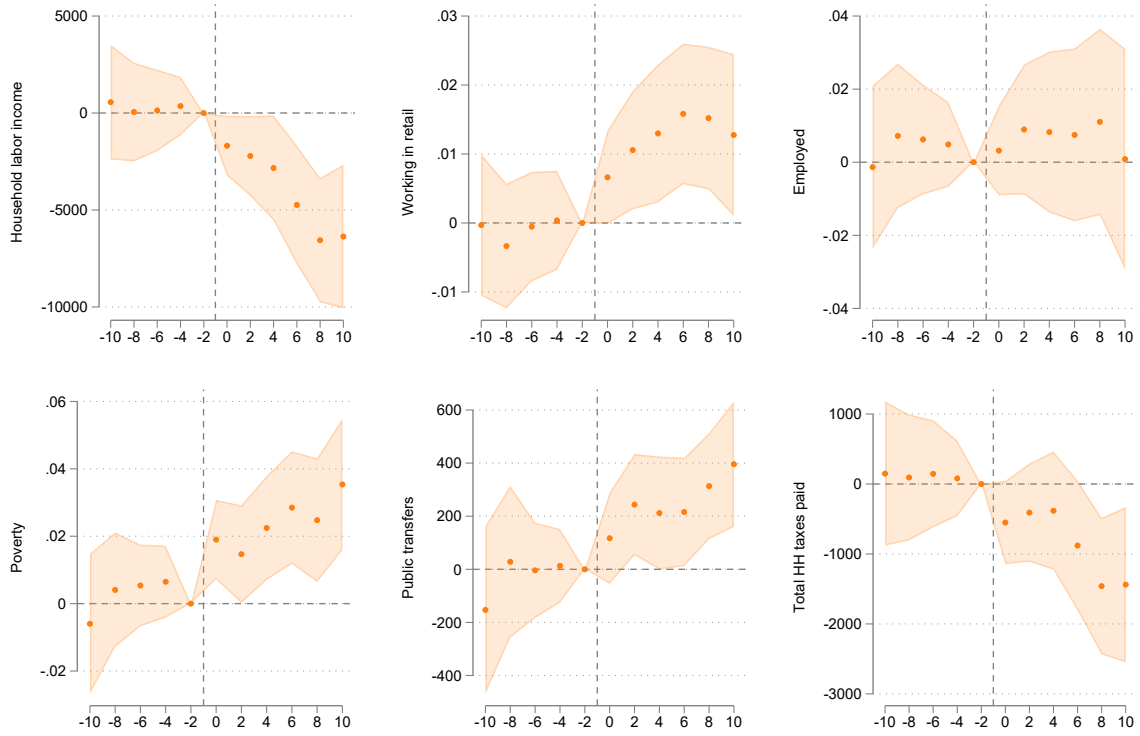 Household labor income
5000
0
-5000
-10000
-10 -8 -6 -4 -2 0 2 4 6 8 10
Working in retail
.03
.02
.01
0
-.01
-10 -8 -6 -4 -2 0 2 4 6 8 10
Employed
.04
.02
0
-.02
-.04
-10 -8 -6 -4 -2 0 2 4 6 8 10
Poverty
.06
.04
.02
0
-.02
-10 -8 -6 -4 -2 0 2 4 6 8 10
Public transfers
600
400
200
0
-200
-400
-10 -8 -6 -4 -2 0 2 4 6 8 10
Total HH taxes paid
1000
0
-1000
-2000
-3000
-10 -8 -6 -4 -2 0 2 4 6 8 10